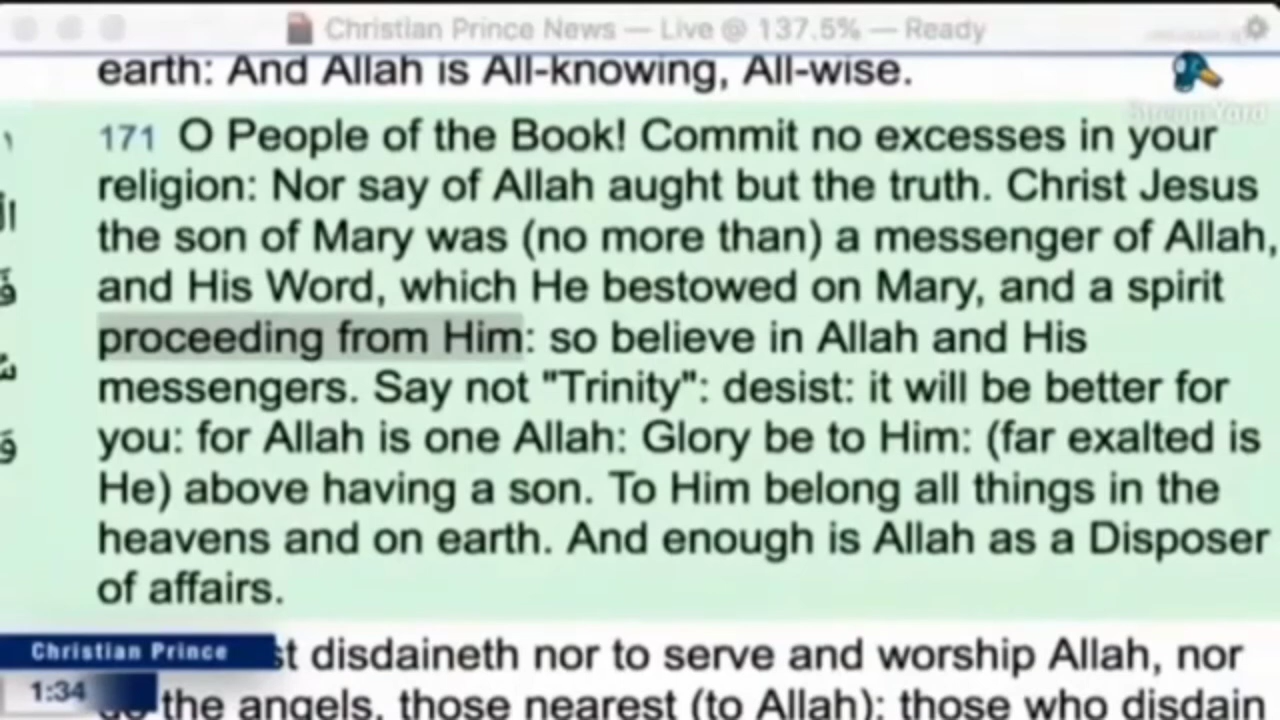 Christian Prince News — Live @ 137.5% — Ready
earth: And Allah is All-knowing, All-wise.
StreamYard
171 O People of the Book! Commit no excesses in your
religion: Nor say of Allah aught but the truth. Christ Jesus
the son of Mary was (no more than) a messenger of Allah,
and His Word, which He bestowed on Mary, and a spirit
proceeding from Him: so believe in Allah and His
messengers. Say not "Trinity": desist: it will be better for
you: for Allah is one Allah: Glory be to Him: (far exalted is
He) above having a son. To Him belong all things in the
heavens and on earth. And enough is Allah as a Disposer
of affairs.
Christian Prince
disdaineth nor to serve and worship Allah, nor
1:34
the angels, those nearest (to Allah): those who disdain